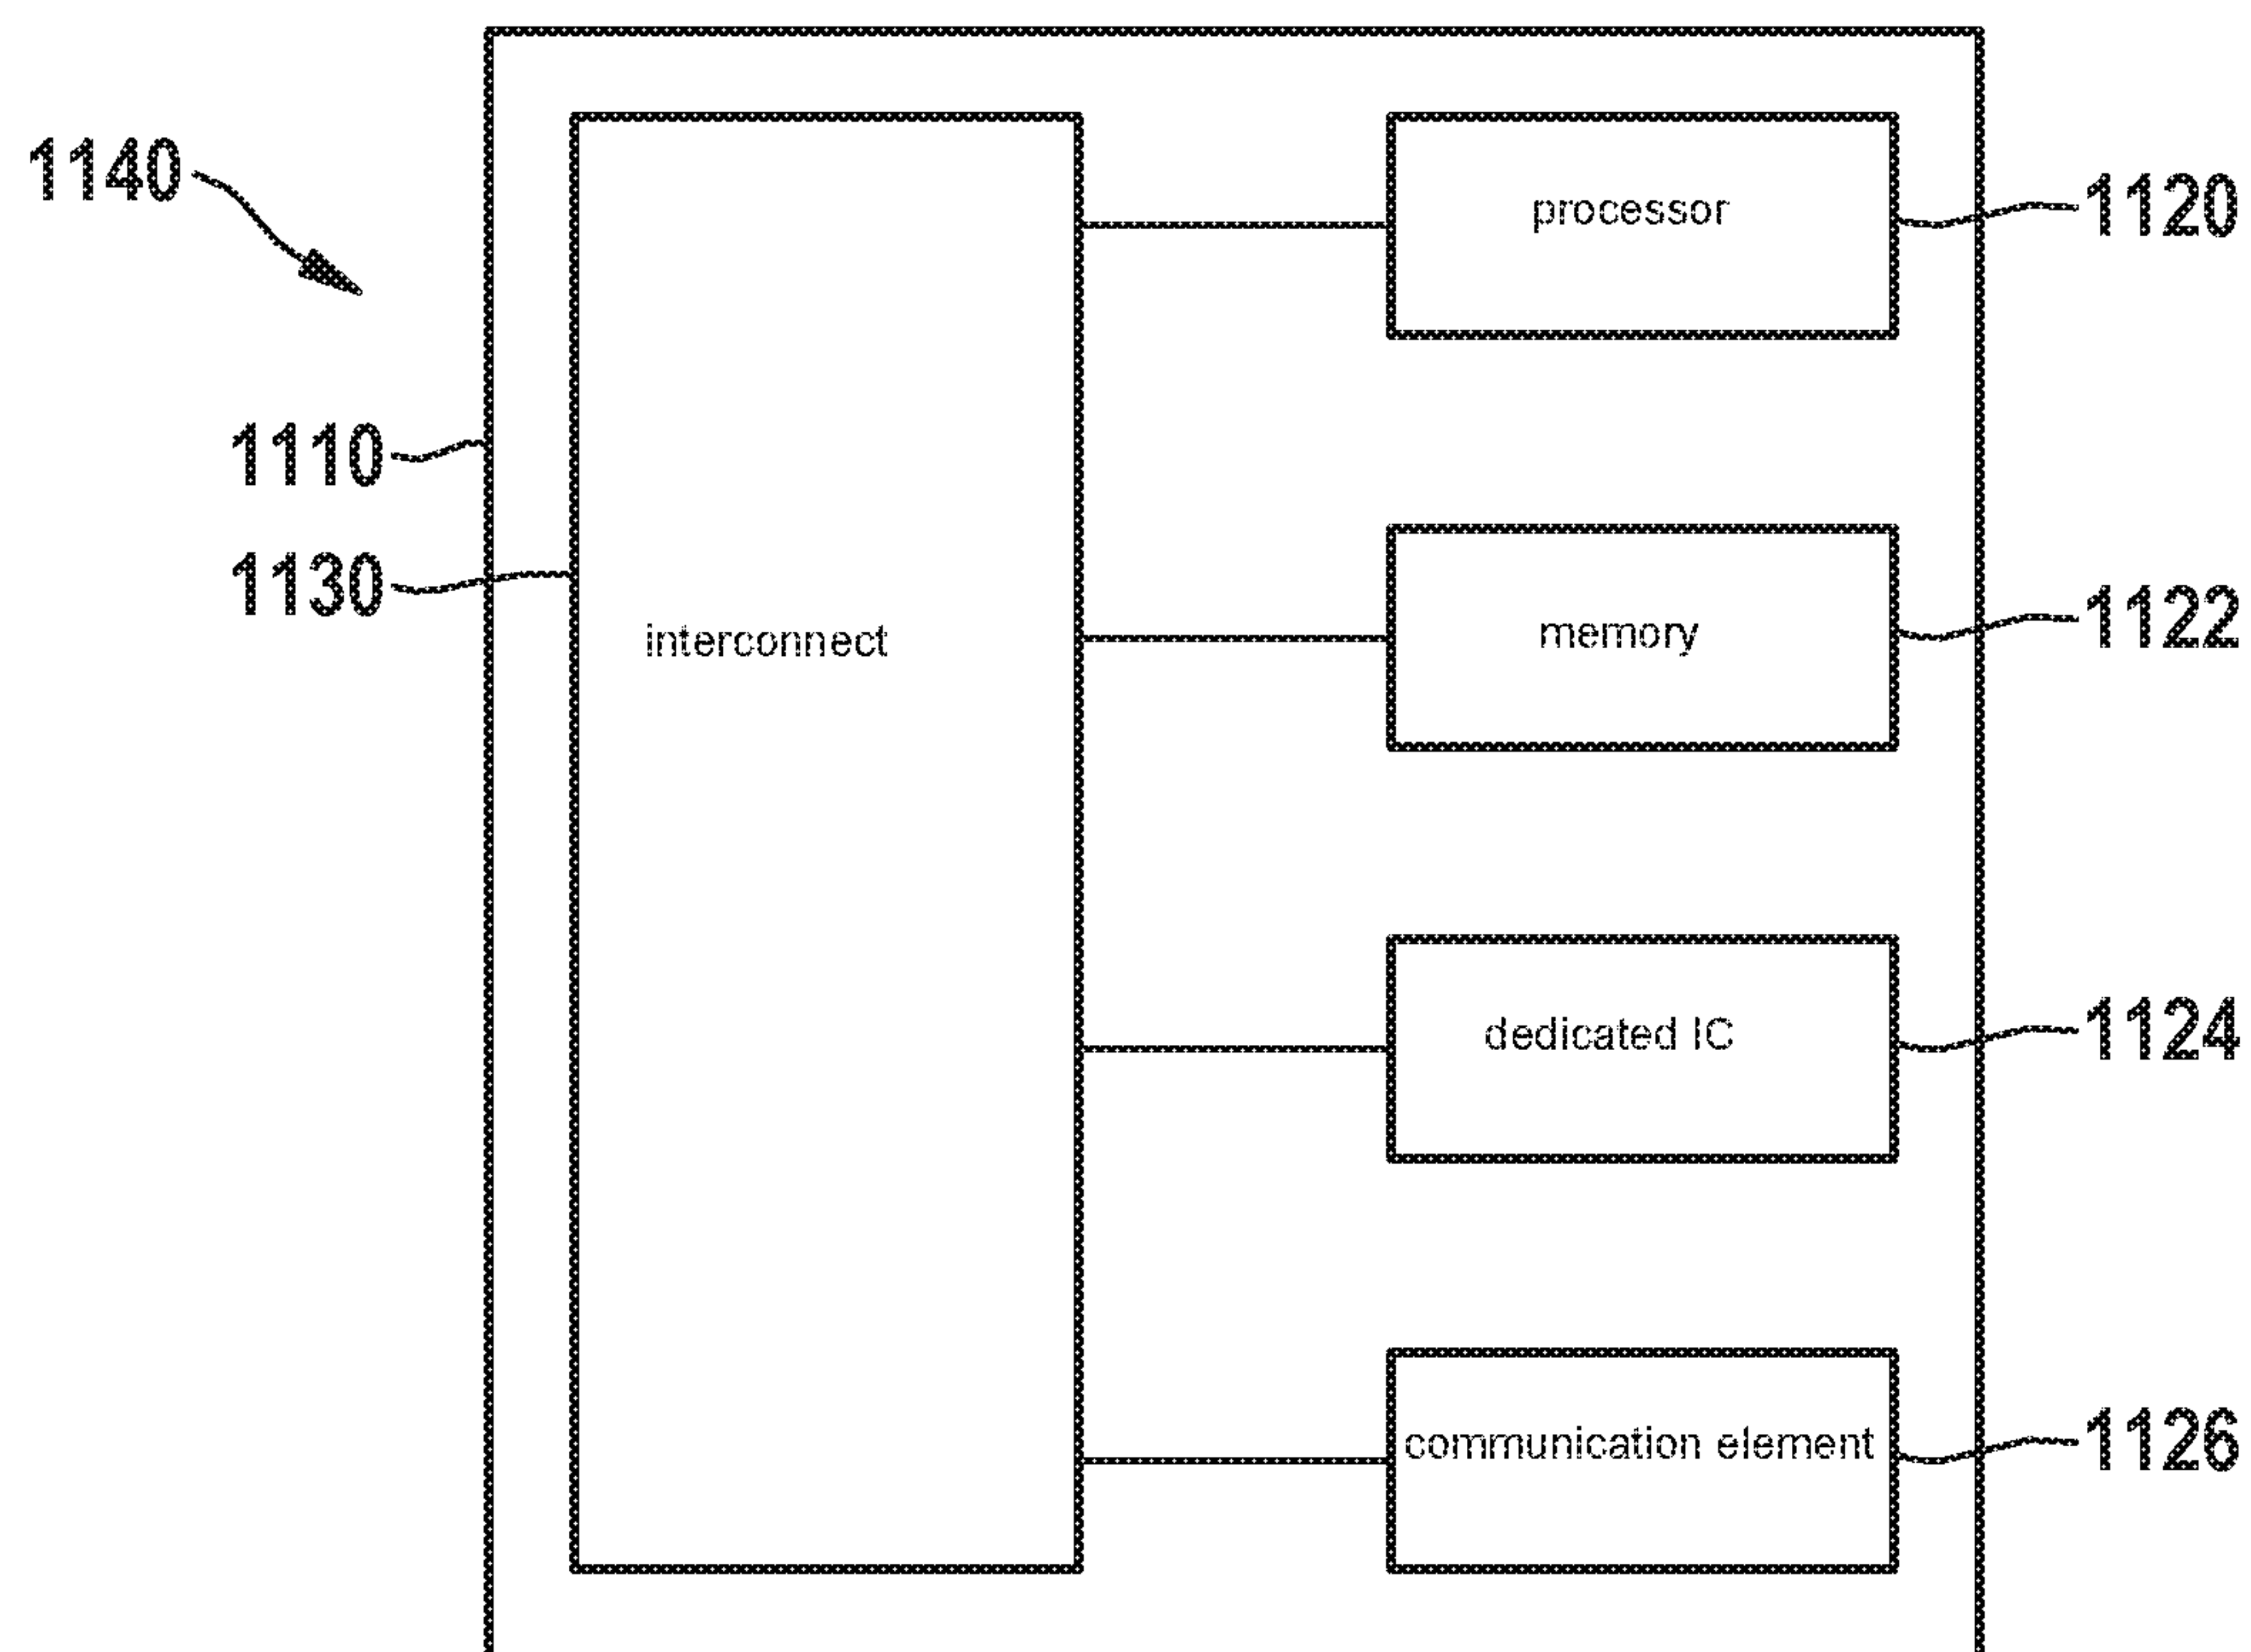 1140
processor
1120
1110
1130
interconnect
memory
1122
dedicated IC
1124
communication element
1126